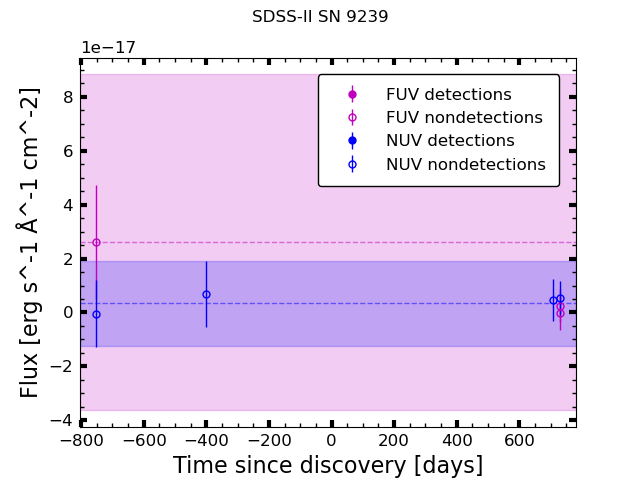 SDSS-II SN 9239
1e−17
FUV detections
FUV nondetections
NUV detections
NUV nondetections
8
6
4
2
0
−2
−4
Flux [erg s^-1 Å^-1 cm^-2]
−800
−600
−400
−200
0
200
400
600
Time since discovery [days]